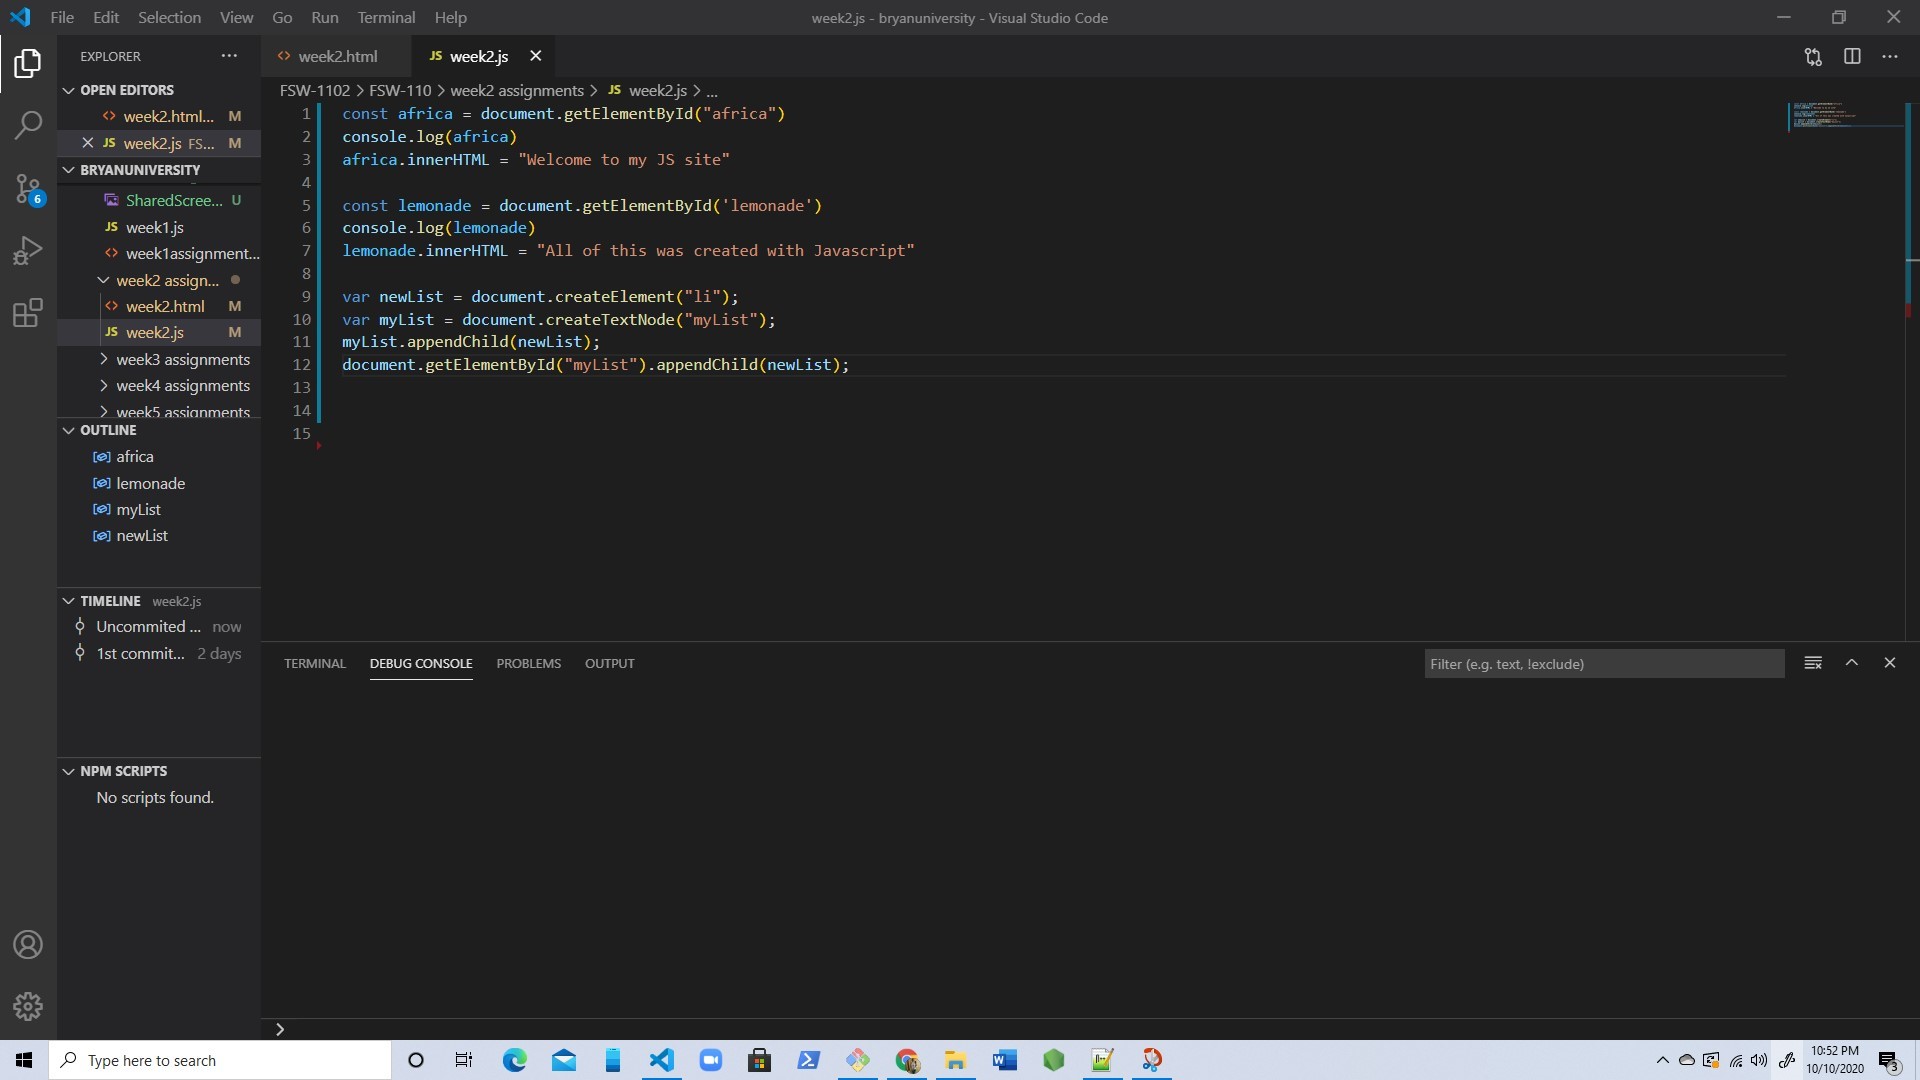 File Edit Selection View Go Run Terminal Help
week2.js - bryanuniversity - Visual Studio Code
EXPLORER
OPEN EDITORS
week2.html... M
JS week2.js FS... M
BRYANUNIVERSITY
SharedScree... U
JS week1.js
week1assignment...
week2 assign...
week2.html M
JS week2.js M
week3 assignments
week4 assignments
week5 assignments
OUTLINE
africa
lemonade
myList
newList
TIMELINE week2.js
Uncommited ... now
1st commit... 2 days
NPM SCRIPTS
No scripts found.
6
week2.html JS week2.js
FSW-1102 > FSW-110 > week2 assignments > JS week2.js > ...
1 const africa = document.getElementById("africa")
2 console.log(africa)
3 africa.innerHTML = "Welcome to my JS site"
4
5 const lemonade = document.getElementById('lemonade')
6 console.log(lemonade)
7 lemonade.innerHTML = "All of this was created with Javascript"
8
9 var newList = document.createElement("li");
10 var myList = document.createTextNode("myList");
11 myList.appendChild(newList);
12 document.getElementById("myList").appendChild(newList);
13
14
15
TERMINAL DEBUG CONSOLE PROBLEMS OUTPUT
Filter (e.g. text, !exclude)
Type here to search
10:52 PM
10/10/2020
3